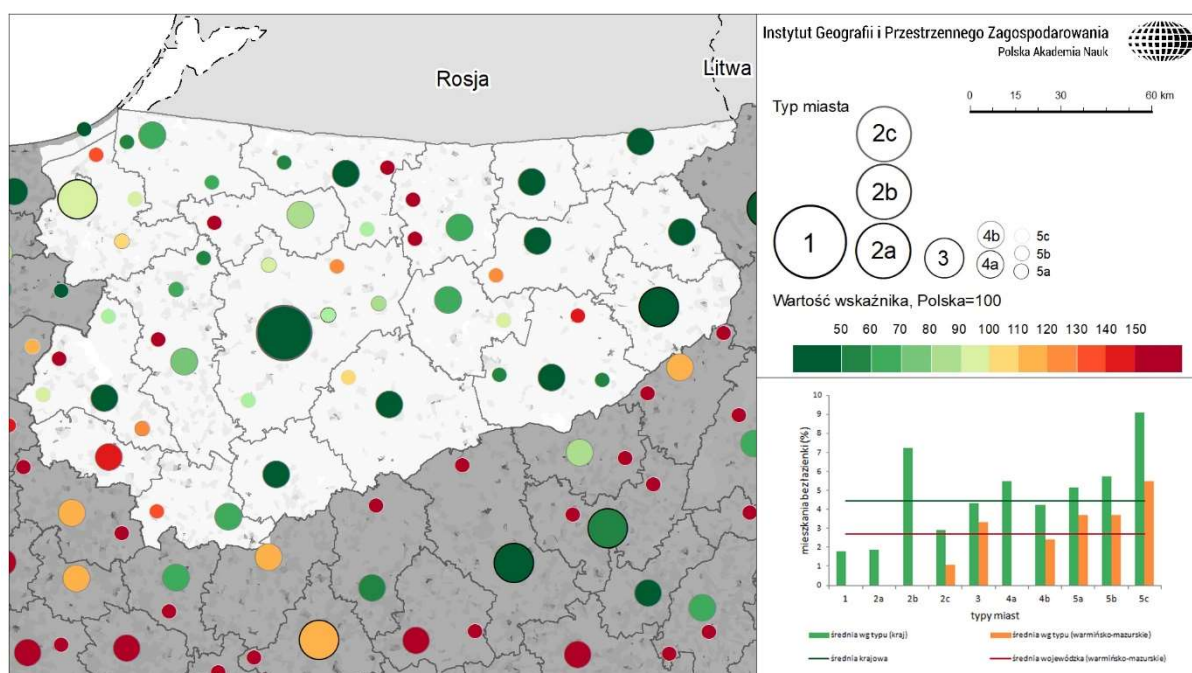 Rosja
Litwa
Instytut Geografii i Przestrzennego Zagospodarowania
Polska Akademia Nauk
0 15 30 60 km
Typ miasta
2c
2b
1
2a
3
4b
4a
5c
5b
5a
Wartość wskaźnika, Polska=100
50 60 70 80 90 100 110 120 130 140 150
mieszkania bez łazienki (%)
10
9
8
7
6
5
4
3
2
1
0
1 2a 2b 2c 3 4a 4b 5a 5b 5c
typy miast
średnia wg typu (kraj)
średnia wg typu (warmińsko-mazurskie)
średnia krajowa
średnia wojewódzka (warmińsko-mazurskie)